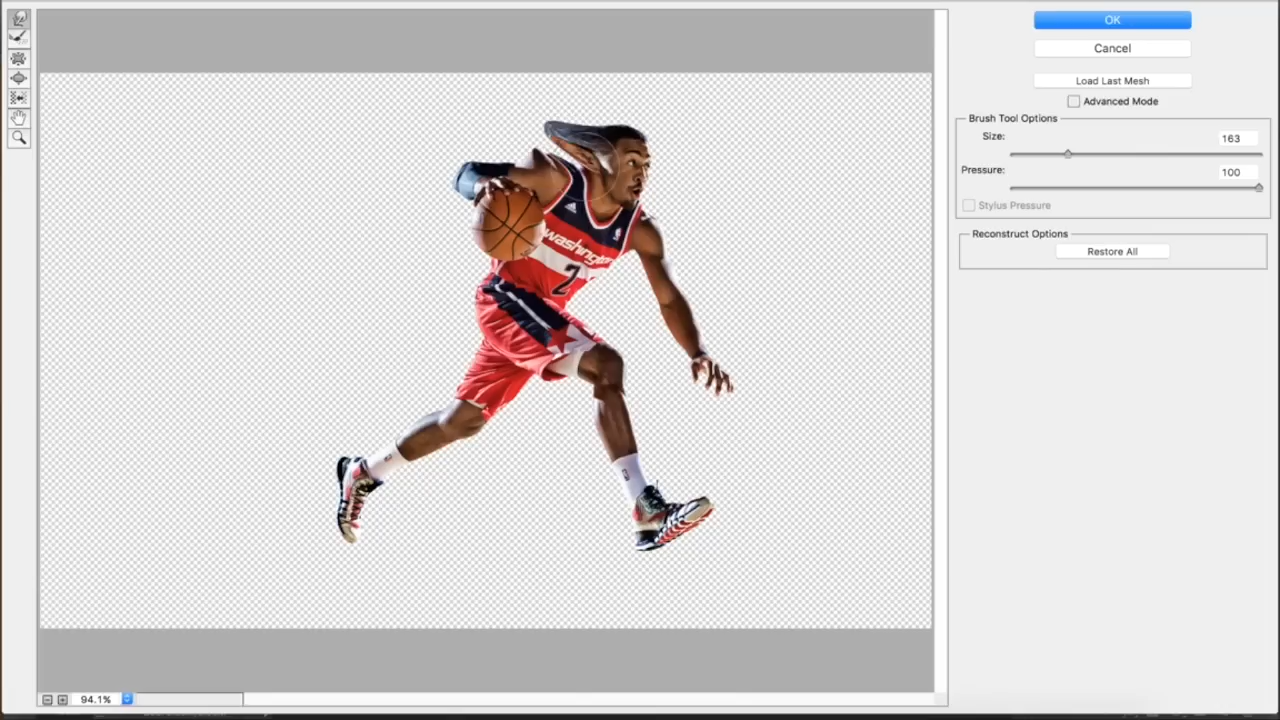 OK
Cancel
Load Last Mesh
Advanced Mode
Brush Tool Options
Size:
163
Pressure:
100
Stylus Pressure
Reconstruct Options
Restore All
washington
2
94.1%